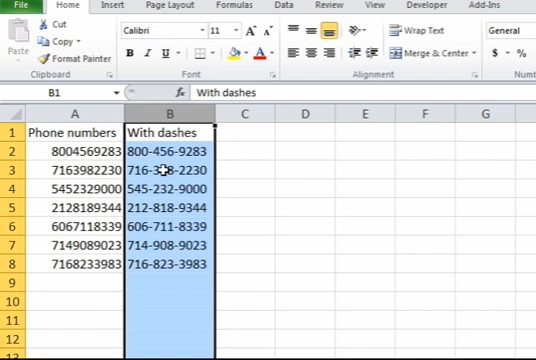 File Home Insert Page Layout Formulas Data Review View Developer Add-Ins
Paste
Cut
Copy
Format Painter
Clipboard
Calibri 11 A A
B I U A
Font
Wrap Text
Merge & Center
Alignment
General
$ %
B1 fx With dashes
A B C D E F G
1 Phone numbers With dashes
2 8004569283 800-456-9283
3 7163982230 716-398-2230
4 5452329000 545-232-9000
5 2128189344 212-818-9344
6 6067118339 606-711-8339
7 7149089023 714-908-9023
8 7168233983 716-823-3983
9
10
11
12
13